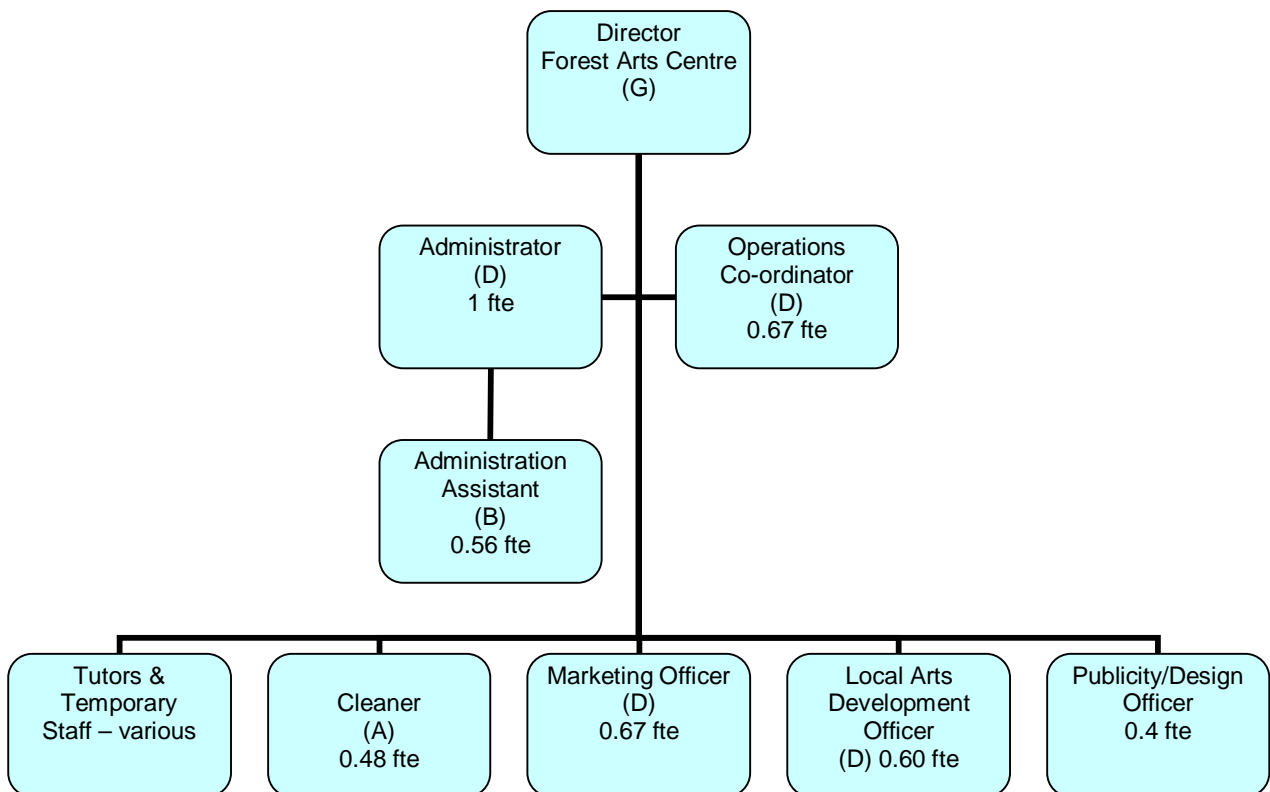 Director
Forest Arts Centre
(G)
Administrator
(D)
1 fte
Operations
Co-ordinator
(D)
0.67 fte
Administration
Assistant
(B)
0.56 fte
Tutors &
Temporary
Staff – various
Cleaner
(A)
0.48 fte
Marketing Officer
(D)
0.67 fte
Local Arts
Development
Officer
(D) 0.60 fte
Publicity/Design
Officer
0.4 fte